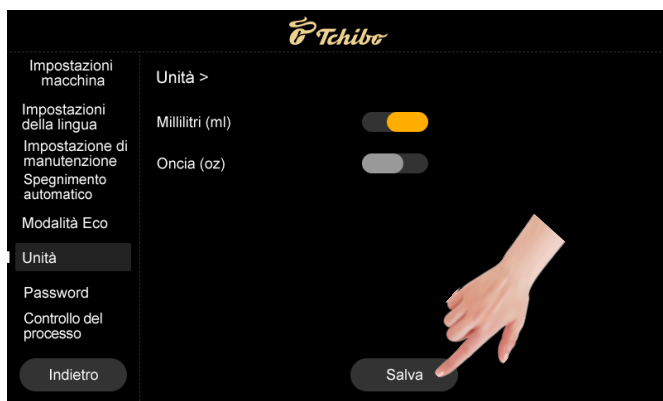 Tchibo
Impostazioni
macchina
Impostazioni
della lingua
Impostazione di
manutenzione
Spegnimento
automatico
Modalità Eco
Unità
Password
Controllo del
processo
Indietro
Unità >
Millilitri (ml)
Oncia (oz)
Salva